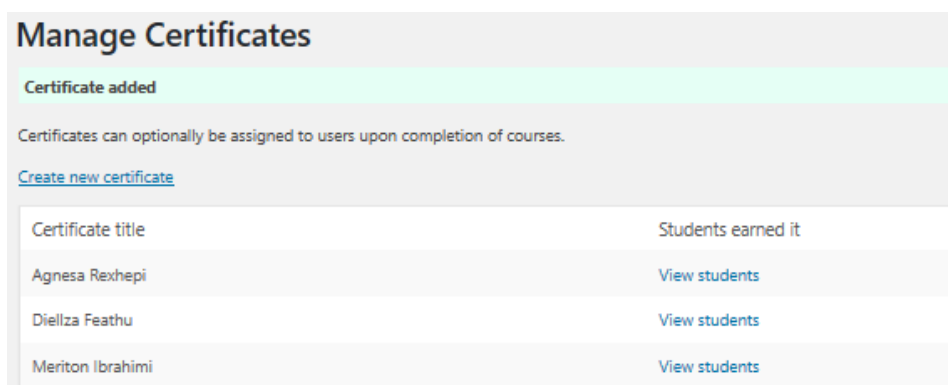 Manage Certificates
Certificate added
Certificates can optionally be assigned to users upon completion of courses.
Create new certificate
Certificate title Students earned it
Agnesa Rexhepi View students
Diellza Feathu View students
Meriton Ibrahimi View students